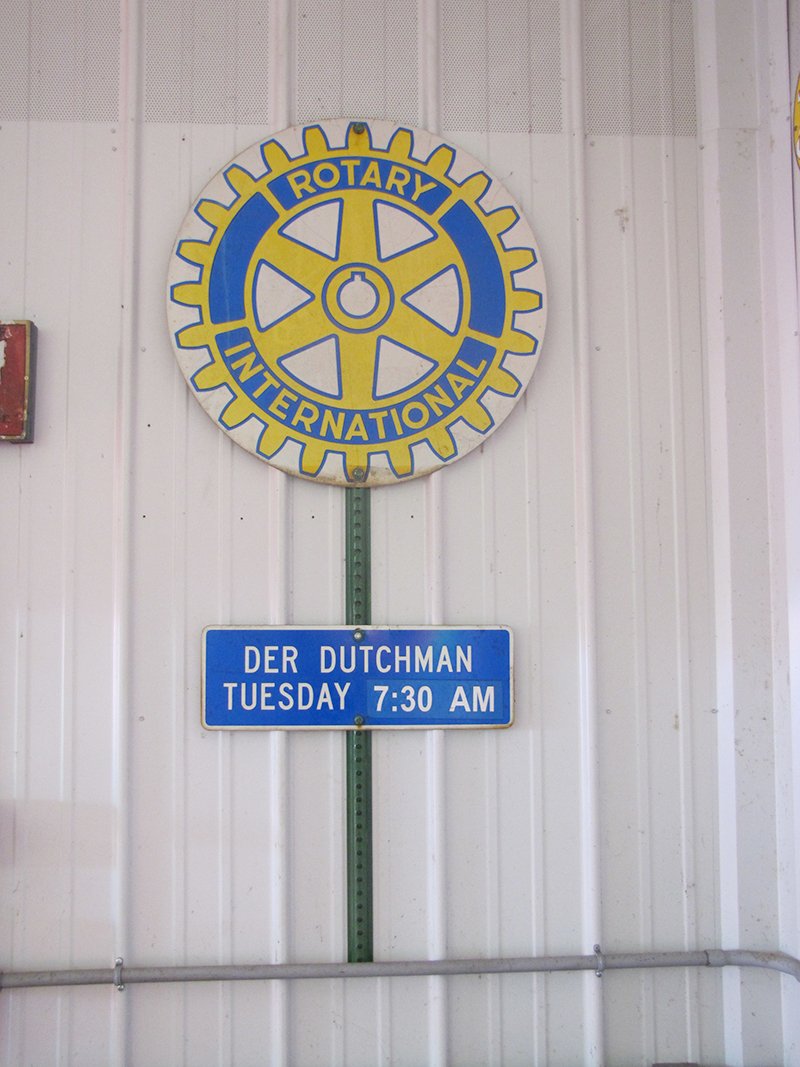 ROTARY
INTERNATIONAL
DER DUTCHMAN
TUESDAY 7:30 AM